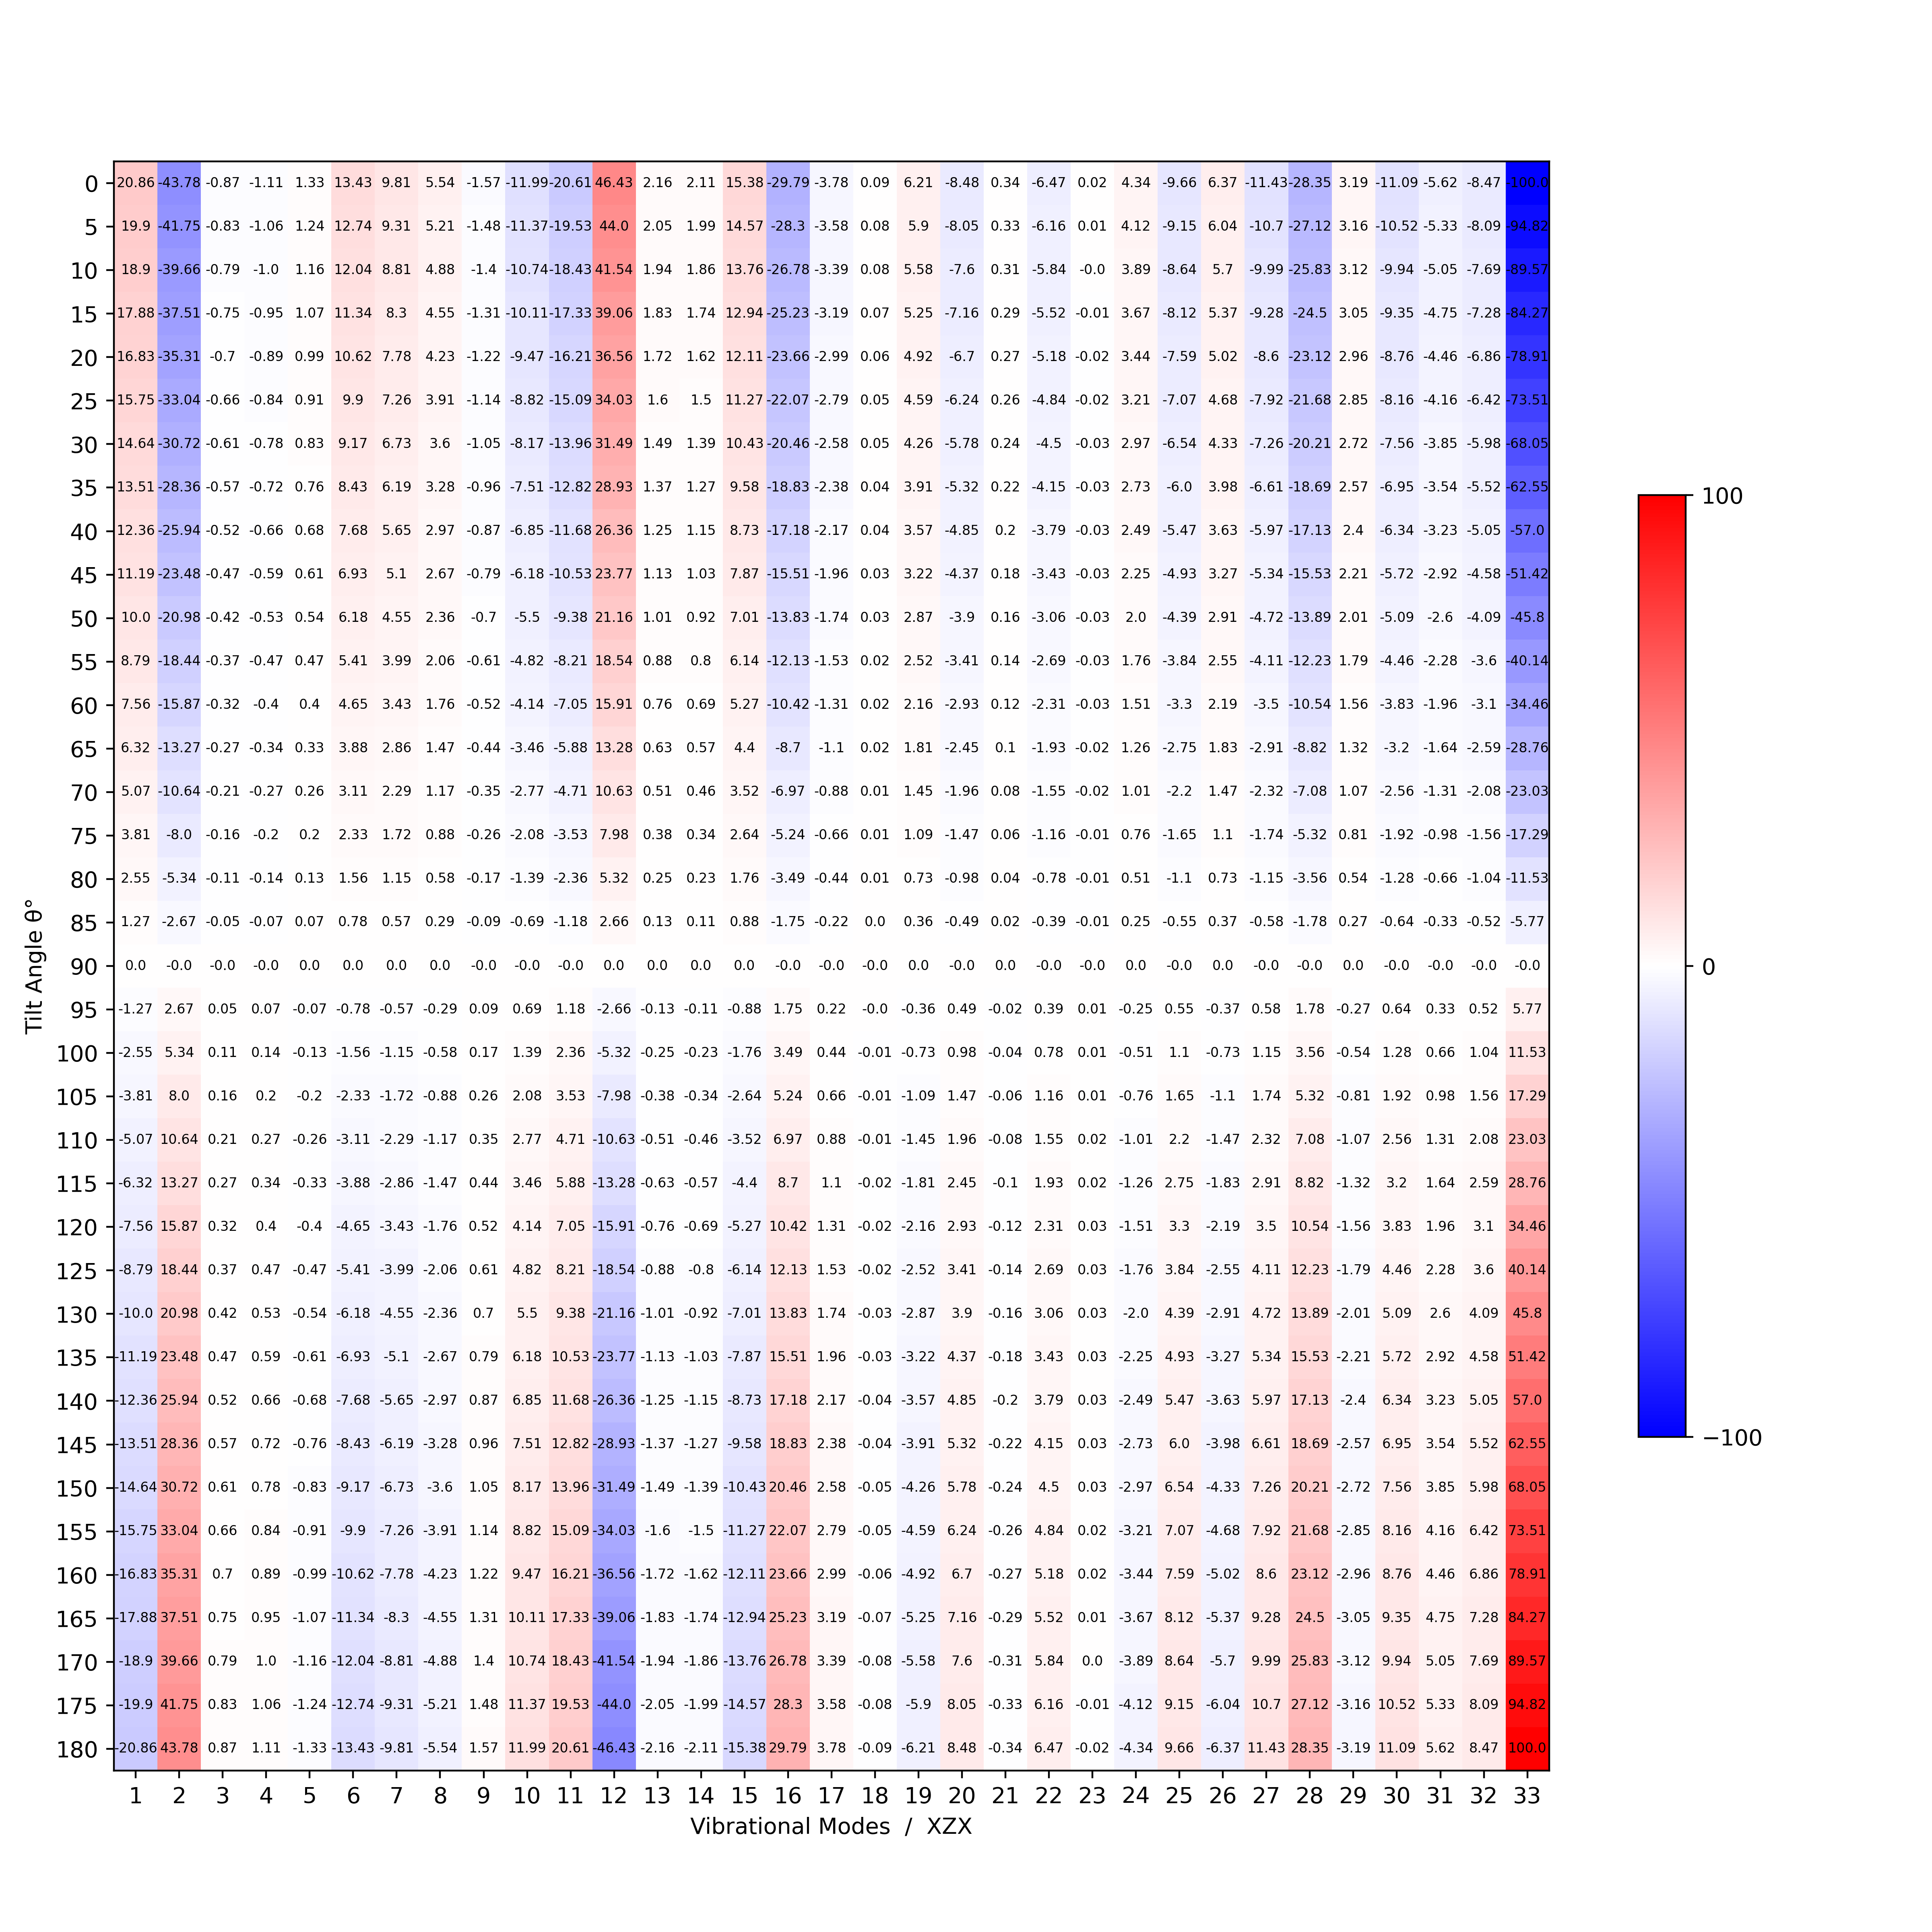 0 20.86 -43.78 -0.87 -1.11 1.33 13.43 9.81 5.54 -1.57 -11.99 -20.61 46.43 2.16 2.11 15.38 -29.79 -3.78 0.09 6.21 -8.48 0.34 -6.47 0.02 4.34 -9.66 6.37 -11.43 -28.35 3.19 -11.09 -5.62 -8.47 -100.0
5 19.9 -41.75 -0.83 -1.06 1.24 12.74 9.31 5.21 -1.48 -11.37 -19.53 44.0 2.05 1.99 14.57 -28.3 -3.58 0.08 5.9 -8.05 0.33 -6.16 0.01 4.12 -9.15 6.04 -10.7 -27.12 3.16 -10.52 -5.33 -8.09 -94.82
10 18.9 -39.66 -0.79 -1.0 1.16 12.04 8.81 4.88 -1.4 -10.74 -18.43 41.54 1.94 1.86 13.76 -26.78 -3.39 0.08 5.58 -7.6 0.31 -5.84 -0.0 3.89 -8.64 5.7 -9.99 -25.83 3.12 -9.94 -5.05 -7.69 -89.57
15 17.88 -37.51 -0.75 -0.95 1.07 11.34 8.3 4.55 -1.31 -10.11 -17.33 39.06 1.83 1.74 12.94 -25.23 -3.19 0.07 5.25 -7.16 0.29 -5.52 -0.01 3.67 -8.12 5.37 -9.28 -24.5 3.05 -9.35 -4.75 -7.28 -84.27
20 16.83 -35.31 -0.7 -0.89 0.99 10.62 7.78 4.23 -1.22 -9.47 -16.21 36.56 1.72 1.62 12.11 -23.66 -2.99 0.06 4.92 -6.7 0.27 -5.18 -0.02 3.44 -7.59 5.02 -8.6 -23.12 2.96 -8.76 -4.46 -6.86 -78.91
25 15.75 -33.04 -0.66 -0.84 0.91 9.9 7.26 3.91 -1.14 -8.82 -15.09 34.03 1.6 1.5 11.27 -22.07 -2.79 0.05 4.59 -6.24 0.26 -4.84 -0.02 3.21 -7.07 4.68 -7.92 -21.68 2.85 -8.16 -4.16 -6.42 -73.51
30 14.64 -30.72 -0.61 -0.78 0.83 9.17 6.73 3.6 -1.05 -8.17 -13.96 31.49 1.49 1.39 10.43 -20.46 -2.58 0.05 4.26 -5.78 0.24 -4.5 -0.03 2.97 -6.54 4.33 -7.26 -20.21 2.72 -7.56 -3.85 -5.98 -68.05
35 13.51 -28.36 -0.57 -0.72 0.76 8.43 6.19 3.28 -0.96 -7.51 -12.82 28.93 1.37 1.27 9.58 -18.83 -2.38 0.04 3.91 -5.32 0.22 -4.15 -0.03 2.73 -6.0 3.98 -6.61 -18.69 2.57 -6.95 -3.54 -5.52 -62.55
40 12.36 -25.94 -0.52 -0.66 0.68 7.68 5.65 2.97 -0.87 -6.85 -11.68 26.36 1.25 1.15 8.73 -17.18 -2.17 0.04 3.57 -4.85 0.2 -3.79 -0.03 2.49 -5.47 3.63 -5.97 -17.13 2.4 -6.34 -3.23 -5.05 -57.0
45 11.19 -23.48 -0.47 -0.59 0.61 6.93 5.1 2.67 -0.79 -6.18 -10.53 23.77 1.13 1.03 7.87 -15.51 -1.96 0.03 3.22 -4.37 0.18 -3.43 -0.03 2.25 -4.93 3.27 -5.34 -15.53 2.21 -5.72 -2.92 -4.58 -51.42
50 10.0 -20.98 -0.42 -0.53 0.54 6.18 4.55 2.36 -0.7 -5.5 -9.38 21.16 1.01 0.92 7.01 -13.83 -1.74 0.03 2.87 -3.9 0.16 -3.06 -0.03 2.0 -4.39 2.91 -4.72 -13.89 2.01 -5.09 -2.6 -4.09 -45.8
55 8.79 -18.44 -0.37 -0.47 0.47 5.41 3.99 2.06 -0.61 -4.82 -8.21 18.54 0.88 0.8 6.14 -12.13 -1.53 0.02 2.52 -3.41 0.14 -2.69 -0.03 1.76 -3.84 2.55 -4.11 -12.23 1.79 -4.46 -2.28 -3.6 -40.14
60 7.56 -15.87 -0.32 -0.4 0.4 4.65 3.43 1.76 -0.52 -4.14 -7.05 15.91 0.76 0.69 5.27 -10.42 -1.31 0.02 2.16 -2.93 0.12 -2.31 -0.03 1.51 -3.3 2.19 -3.5 -10.54 1.56 -3.83 -1.96 -3.1 -34.46
65 6.32 -13.27 -0.27 -0.34 0.33 3.88 2.86 1.47 -0.44 -3.46 -5.88 13.28 0.63 0.57 4.4 -8.7 -1.1 0.02 1.81 -2.45 0.1 -1.93 -0.02 1.26 -2.75 1.83 -2.91 -8.82 1.32 -3.2 -1.64 -2.59 -28.76
70 5.07 -10.64 -0.21 -0.27 0.26 3.11 2.29 1.17 -0.35 -2.77 -4.71 10.63 0.51 0.46 3.52 -6.97 -0.88 0.01 1.45 -1.96 0.08 -1.55 -0.02 1.01 -2.2 1.47 -2.32 -7.08 1.07 -2.56 -1.31 -2.08 -23.03
75 3.81 -8.0 -0.16 -0.2 0.2 2.33 1.72 0.88 -0.26 -2.08 -3.53 7.98 0.38 0.34 2.64 -5.24 -0.66 0.01 1.09 -1.47 0.06 -1.16 -0.01 0.76 -1.65 1.1 -1.74 -5.32 0.81 -1.92 -0.98 -1.56 -17.29
80 2.55 -5.34 -0.11 -0.14 0.13 1.56 1.15 0.58 -0.17 -1.39 -2.36 5.32 0.25 0.23 1.76 -3.49 -0.44 0.01 0.73 -0.98 0.04 -0.78 -0.01 0.51 -1.1 0.73 -1.15 -3.56 0.54 -1.28 -0.66 -1.04 -11.53
85 1.27 -2.67 -0.05 -0.07 0.07 0.78 0.57 0.29 -0.09 -0.69 -1.18 2.66 0.13 0.11 0.88 -1.75 -0.22 0.0 0.36 -0.49 0.02 -0.39 -0.01 0.25 -0.55 0.37 -0.58 -1.78 0.27 -0.64 -0.33 -0.52 -5.77
90 0.0 -0.0 -0.0 -0.0 0.0 0.0 0.0 0.0 -0.0 -0.0 -0.0 0.0 0.0 0.0 0.0 -0.0 -0.0 0.0 0.0 -0.0 0.0 -0.0 -0.0 0.0 -0.0 0.0 -0.0 -0.0 0.0 -0.0 -0.0 -0.0 -0.0
95 -1.27 2.67 0.05 0.07 -0.07 -0.78 -0.57 -0.29 0.09 0.69 1.18 -2.66 -0.13 -0.11 -0.88 1.75 0.22 -0.0 -0.36 0.49 -0.02 0.39 0.01 -0.25 0.55 -0.37 0.58 1.78 -0.27 0.64 0.33 0.52 5.77
100 -2.55 5.34 0.11 0.14 -0.13 -1.56 -1.15 -0.58 0.17 1.39 2.36 -5.32 -0.25 -0.23 -1.76 3.49 0.44 -0.01 -0.73 0.98 -0.04 0.78 0.01 -0.51 1.1 -0.73 1.15 3.56 -0.54 1.28 0.66 1.04 11.53
105 -3.81 8.0 0.16 0.2 -0.2 -2.33 -1.72 -0.88 0.26 2.08 3.53 -7.98 -0.38 -0.34 -2.64 5.24 0.66 -0.01 -1.09 1.47 -0.06 1.16 0.01 -0.76 1.65 -1.1 1.74 5.32 -0.81 1.92 0.98 1.56 17.29
110 -5.07 10.64 0.21 0.27 -0.26 -3.11 -2.29 -1.17 0.35 2.77 4.71 -10.63 -0.51 -0.46 -3.52 6.97 0.88 -0.01 -1.45 1.96 -0.08 1.55 0.02 -1.01 2.2 -1.47 2.32 7.08 -1.07 2.56 1.31 2.08 23.03
115 -6.32 13.27 0.27 0.34 -0.33 -3.88 -2.86 -1.47 0.44 3.46 5.88 -13.28 -0.63 -0.57 -4.4 8.7 1.1 -0.02 -1.81 2.45 -0.1 1.93 0.02 -1.26 2.75 -1.83 2.91 8.82 -1.32 3.2 1.64 2.59 28.76
120 -7.56 15.87 0.32 0.4 -0.4 -4.65 -3.43 -1.76 0.52 4.14 7.05 -15.91 -0.76 -0.69 -5.27 10.42 1.31 -0.02 -2.16 2.93 -0.12 2.31 0.03 -1.51 3.3 -2.19 3.5 10.54 -1.56 3.83 1.96 3.1 34.46
125 -8.79 18.44 0.37 0.47 -0.47 -5.41 -3.99 -2.06 0.61 4.82 8.21 -18.54 -0.88 -0.8 -6.14 12.13 1.53 -0.02 -2.52 3.41 -0.14 2.69 0.03 -1.76 3.84 -2.55 4.11 12.23 -1.79 4.46 2.28 3.6 40.14
130 -10.0 20.98 0.42 0.53 -0.54 -6.18 -4.55 -2.36 0.7 5.5 9.38 -21.16 -1.01 -0.92 -7.01 13.83 1.74 -0.03 -2.87 3.9 -0.16 3.06 0.03 -2.0 4.39 -2.91 4.72 13.89 -2.01 5.09 2.6 4.09 45.8
135 -11.19 23.48 0.47 0.59 -0.61 -6.93 -5.1 -2.67 0.79 6.18 10.53 -23.77 -1.13 -1.03 -7.87 15.51 1.96 -0.03 -3.22 4.37 -0.18 3.43 0.03 -2.25 4.93 -3.27 5.34 15.53 -2.21 5.72 2.92 4.58 51.42
140 -12.36 25.94 0.52 0.66 -0.68 -7.68 -5.65 -2.97 0.87 6.85 11.68 -26.36 -1.25 -1.15 -8.73 17.18 2.17 -0.04 -3.57 4.85 -0.2 3.79 0.03 -2.49 5.47 -3.63 5.97 17.13 -2.4 6.34 3.23 5.05 57.0
145 -13.51 28.36 0.57 0.72 -0.76 -8.43 -6.19 -3.28 0.96 7.51 12.82 -28.93 -1.37 -1.27 -9.58 18.83 2.38 -0.04 -3.91 5.32 -0.22 4.15 0.03 -2.73 6.0 -3.98 6.61 18.69 -2.57 6.95 3.54 5.52 62.55
150 -14.64 30.72 0.61 0.78 -0.83 -9.17 -6.73 -3.6 1.05 8.17 13.96 -31.49 -1.49 -1.39 -10.43 20.46 2.58 -0.05 -4.26 5.78 -0.24 4.5 0.03 -2.97 6.54 -4.33 7.26 20.21 -2.72 7.56 3.85 5.98 68.05
155 -15.75 33.04 0.66 0.84 -0.91 -9.9 -7.26 -3.91 1.14 8.82 15.09 -34.03 -1.6 -1.5 -11.27 22.07 2.79 -0.05 -4.59 6.24 -0.26 4.84 0.02 -3.21 7.07 -4.68 7.92 21.68 -2.85 8.16 4.16 6.42 73.51
160 -16.83 35.31 0.7 0.89 -0.99 -10.62 -7.78 -4.23 1.22 9.47 16.21 -36.56 -1.72 -1.62 -12.11 23.66 2.99 -0.06 -4.92 6.7 -0.27 5.18 0.02 -3.44 7.59 -5.02 8.6 23.12 -2.96 8.76 4.46 6.86 78.91
165 -17.88 37.51 0.75 0.95 -1.07 -11.34 -8.3 -4.55 1.31 10.11 17.33 -39.06 -1.83 -1.74 -12.94 25.23 3.19 -0.07 -5.25 7.16 -0.29 5.52 0.01 -3.67 8.12 -5.37 9.28 24.5 -3.05 9.35 4.75 7.28 84.27
170 -18.9 39.66 0.79 1.0 -1.16 -12.04 -8.81 -4.88 1.4 10.74 18.43 -41.54 -1.94 -1.86 -13.76 26.78 3.39 -0.08 -5.58 7.6 -0.31 5.84 0.0 -3.89 8.64 -5.7 9.99 25.83 -3.12 9.94 5.05 7.69 89.57
175 -19.9 41.75 0.83 1.06 -1.24 -12.74 -9.31 -5.21 1.48 11.37 19.53 -44.0 -2.05 -1.99 -14.57 28.3 3.58 -0.08 -5.9 8.05 -0.33 6.16 -0.01 -4.12 9.15 -6.04 10.7 27.12 -3.16 10.52 5.33 8.09 94.82
180 -20.86 43.78 0.87 1.11 -1.33 -13.43 -9.81 -5.54 1.57 11.99 20.61 -46.43 -2.16 -2.11 -15.38 29.79 3.78 -0.09 -6.21 8.48 -0.34 6.47 -0.02 -4.34 9.66 -6.37 11.43 28.35 -3.19 11.09 5.62 8.47 100.0
1 2 3 4 5 6 7 8 9 10 11 12 13 14 15 16 17 18 19 20 21 22 23 24 25 26 27 28 29 30 31 32 33
Vibrational Modes / XZX
Tilt Angle θ°
100
0
−100